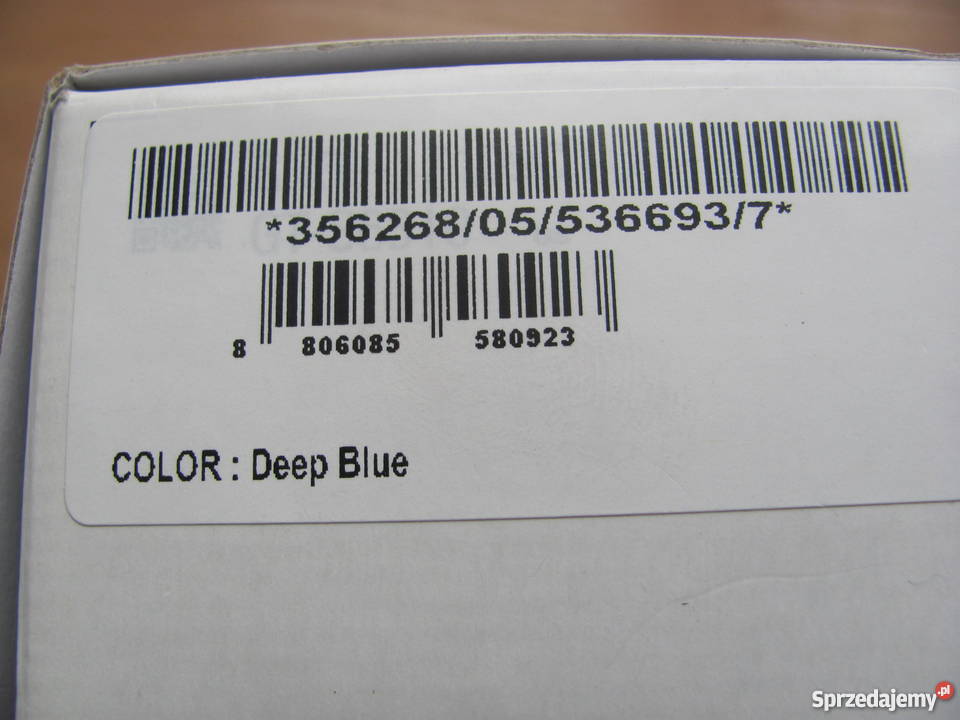 *356268/05/536693/7*
8 806085 580923
COLOR : Deep Blue
Sprzedajemy.pl